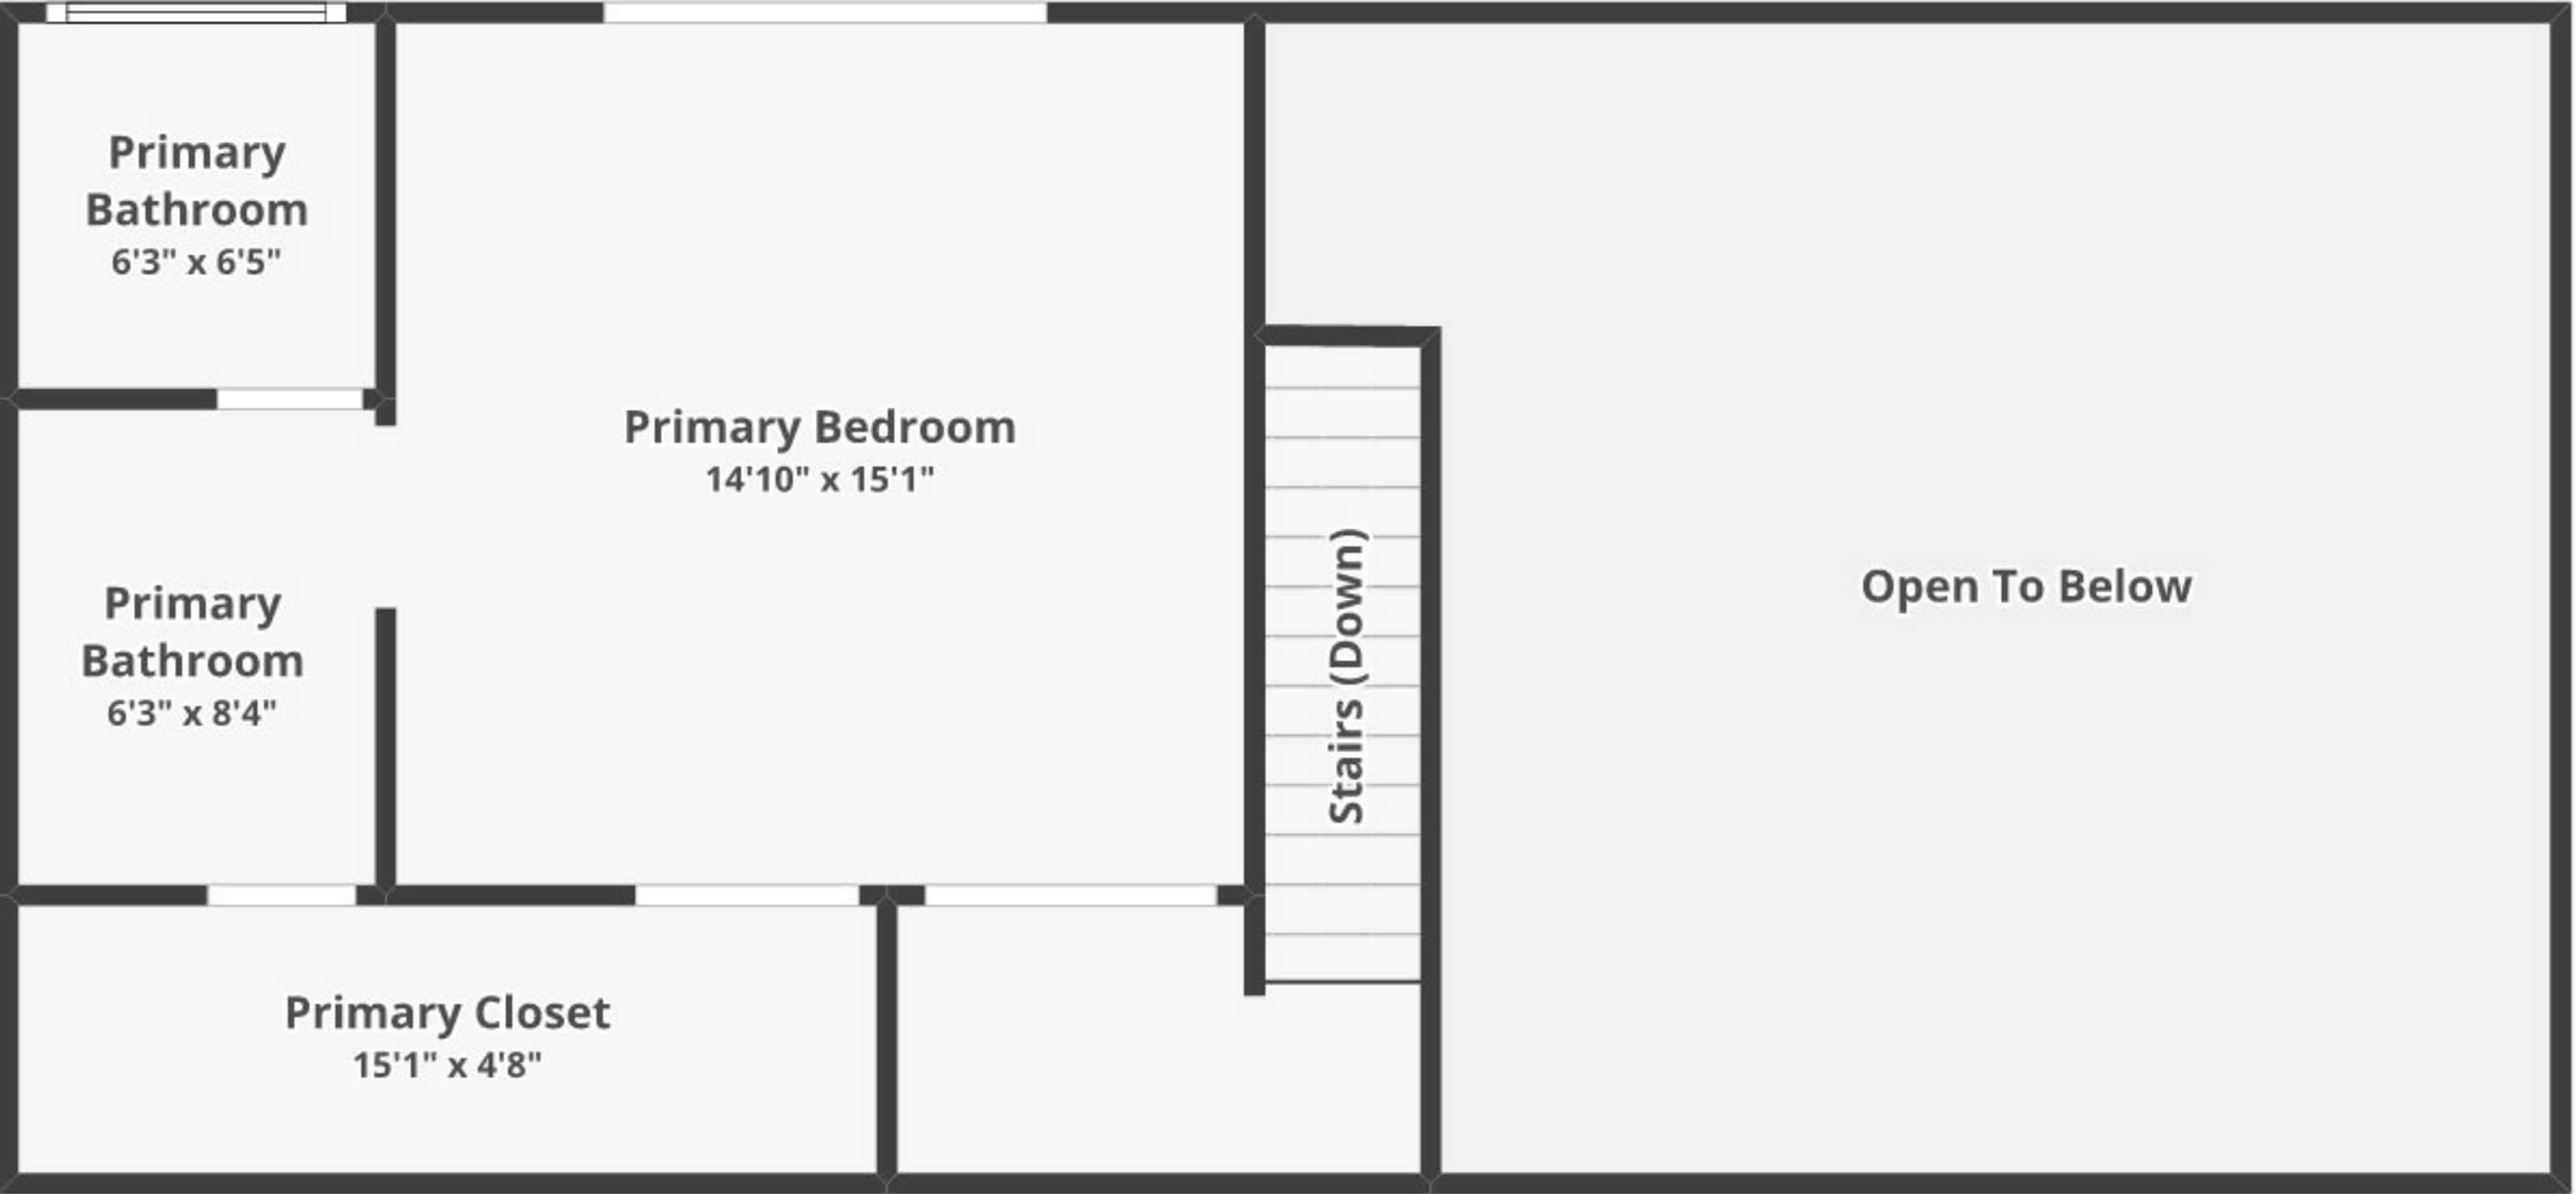 Primary
Bathroom
6'3" x 6'5"
Primary Bedroom
14'10" x 15'1"
Primary
Bathroom
6'3" x 8'4"
Stairs (Down)
Open To Below
Primary Closet
15'1" x 4'8"